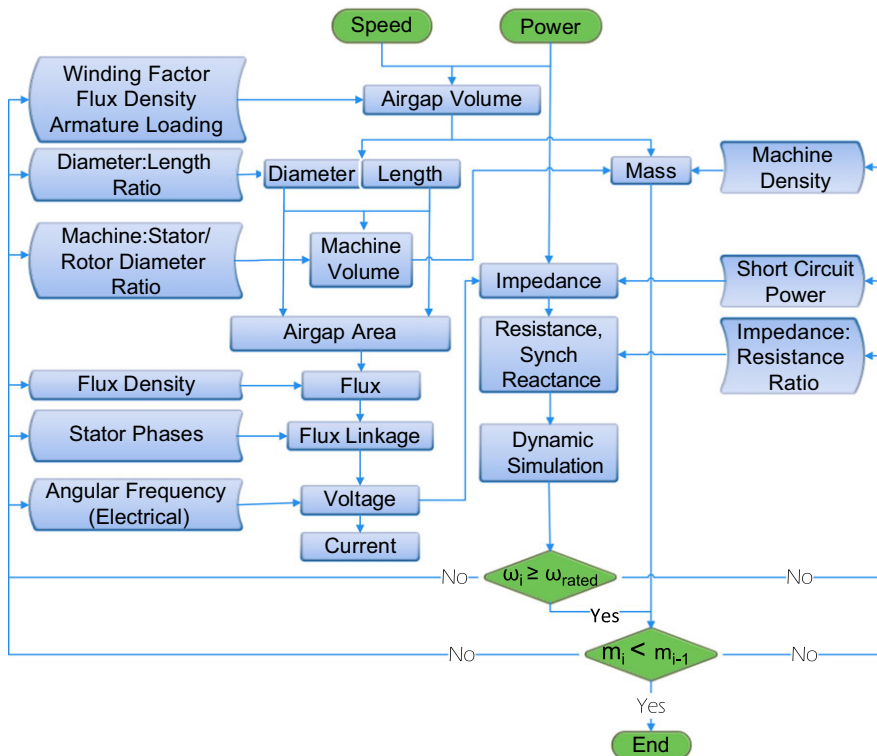 Speed
Power
Winding Factor
Flux Density
Armature Loading
Airgap Volume
Diameter:Length
Ratio
Diameter
Length
Mass
Machine
Density
Machine:Stator/
Rotor Diameter
Ratio
Machine
Volume
Impedance
Short Circuit
Power
Airgap Area
Resistance,
Synch
Reactance
Impedance:
Resistance
Ratio
Flux Density
Flux
Stator Phases
Flux Linkage
Dynamic
Simulation
Angular Frequency
(Electrical)
Voltage
Current
No
ωi ≥ ωrated
No
Yes
No
mi < mi-1
No
Yes
End